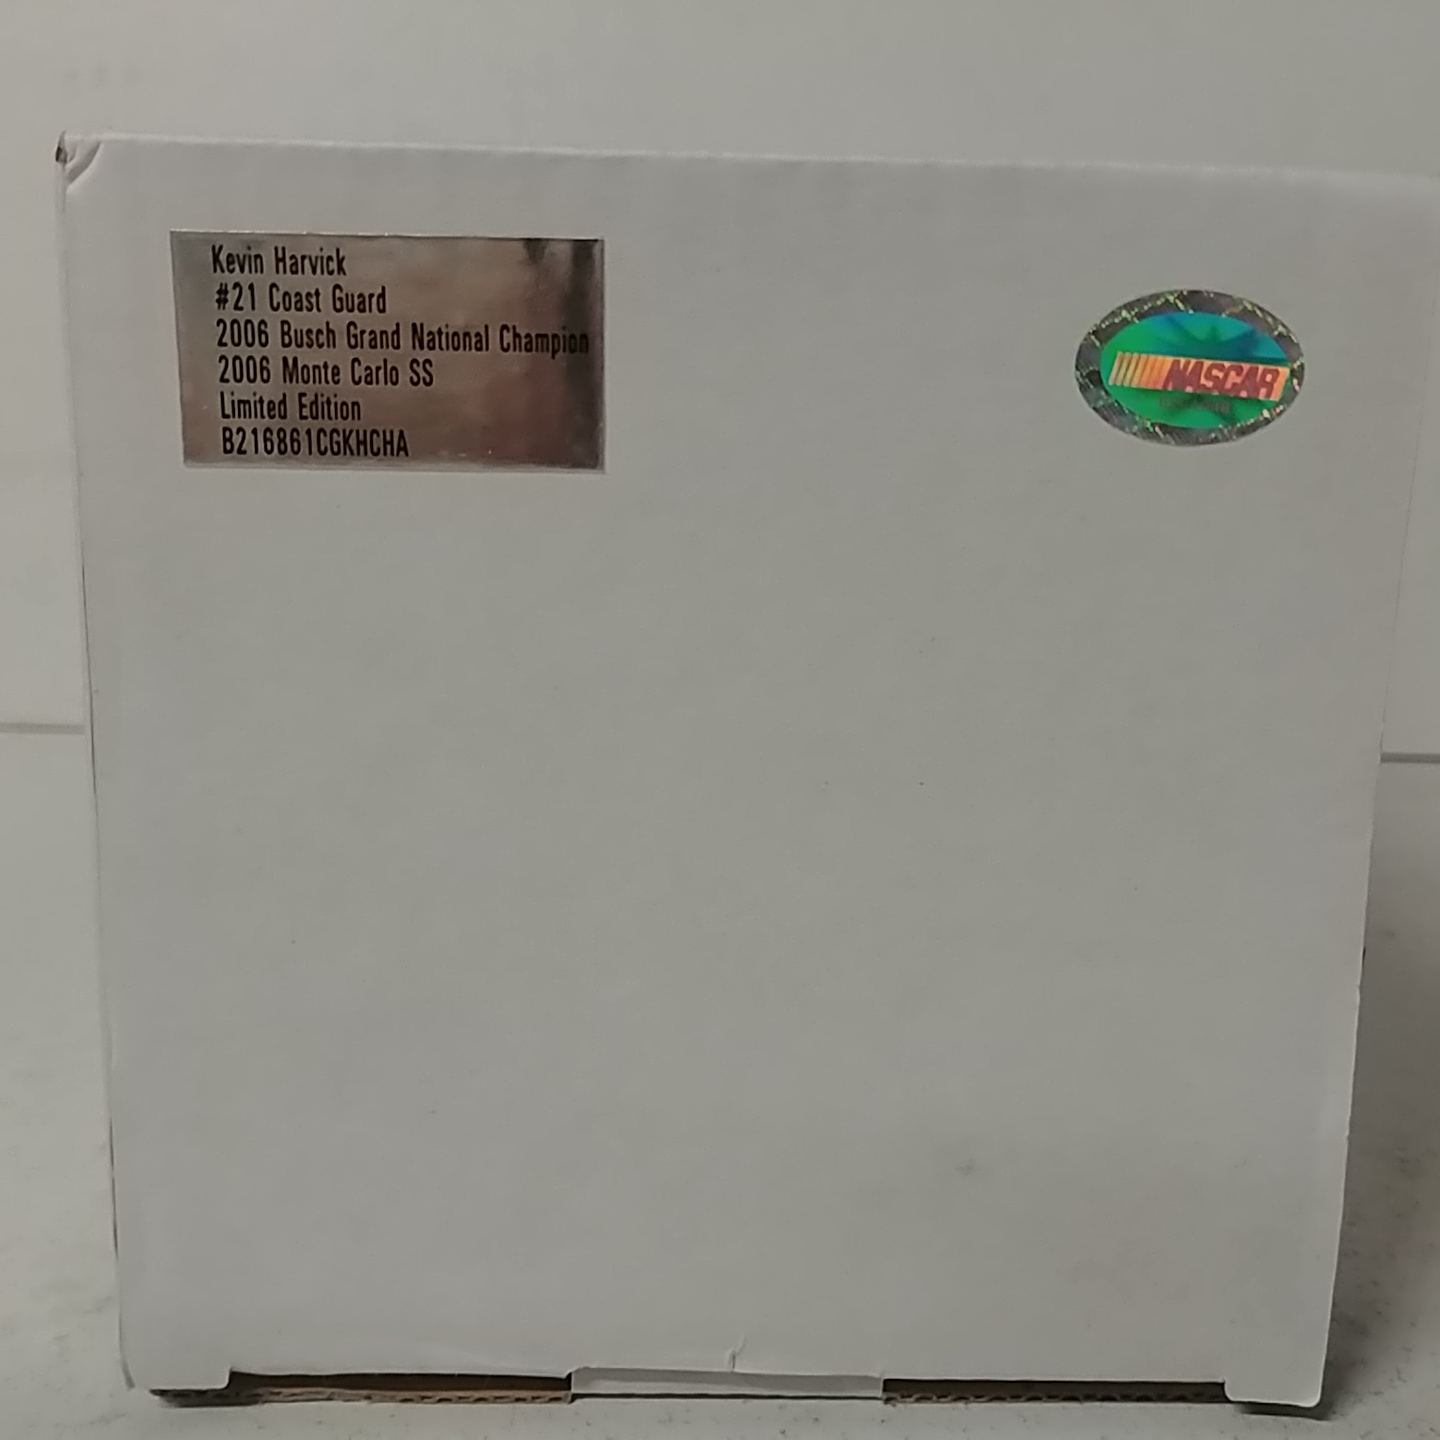 Kevin Harvick
#21 Coast Guard
2006 Busch Grand National Champion
2006 Monte Carlo SS
Limited Edition
B216861CGKHCHA
NASCAR